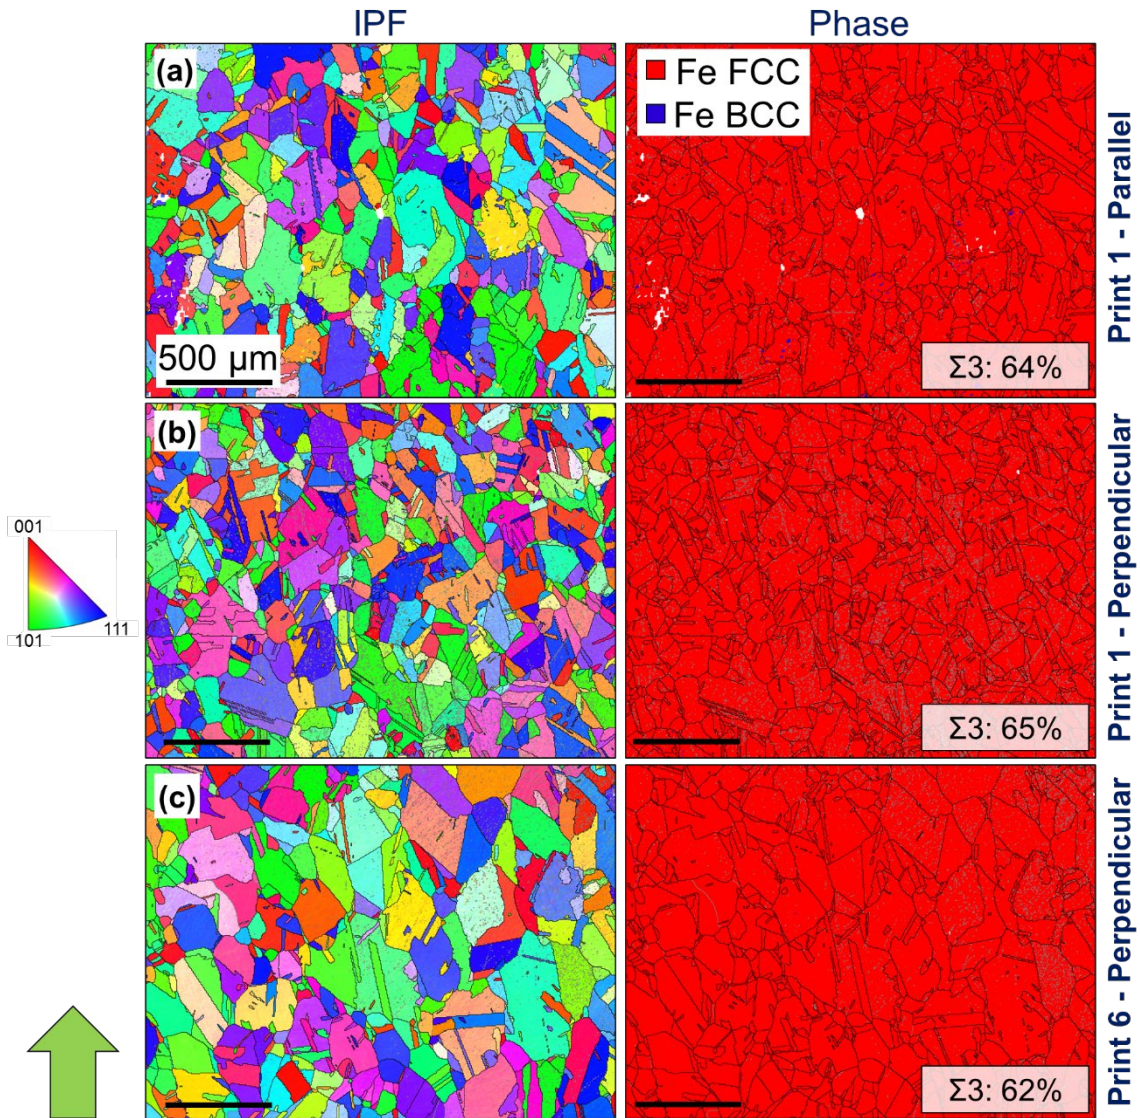 IPF
Phase
(a)
Fe FCC
Fe BCC
500 µm
Σ3: 64%
Print 1 - Parallel
(b)
Σ3: 65%
Print 1 - Perpendicular
001
101
111
(c)
Σ3: 62%
Print 6 - Perpendicular